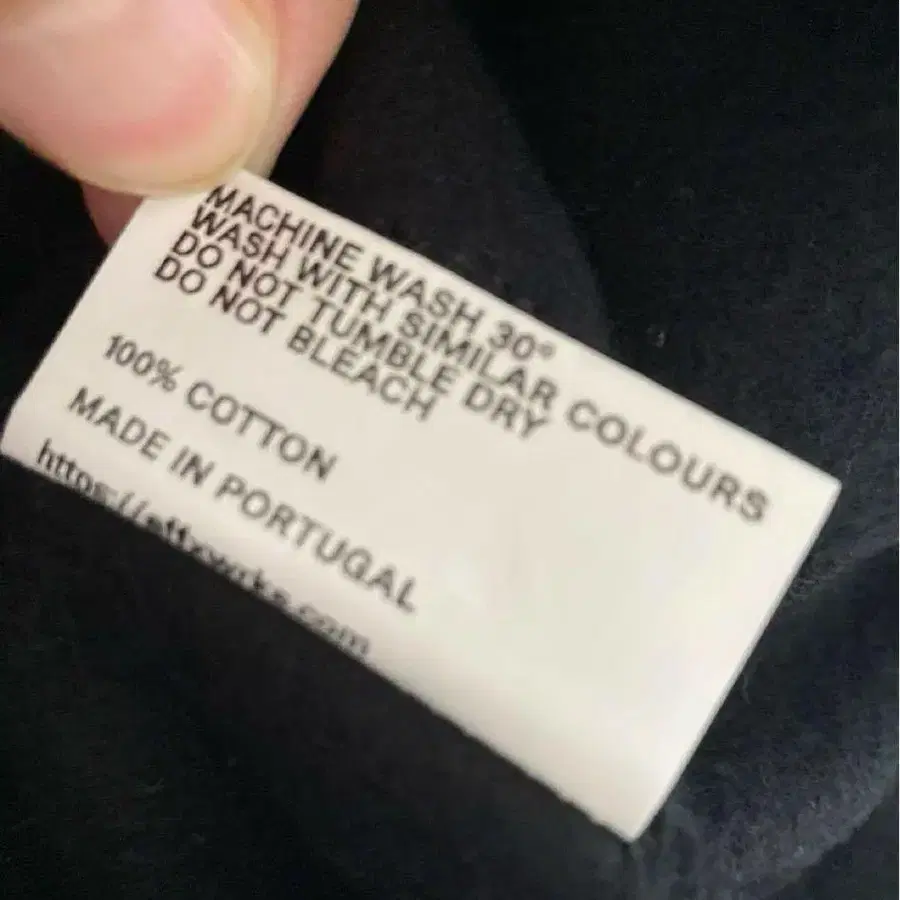 MACHINE WASH 30°
WASH WITH SIMILAR COLOURS
DO NOT TUMBLE DRY
DO NOT BLEACH
100% COTTON
MADE IN PORTUGAL